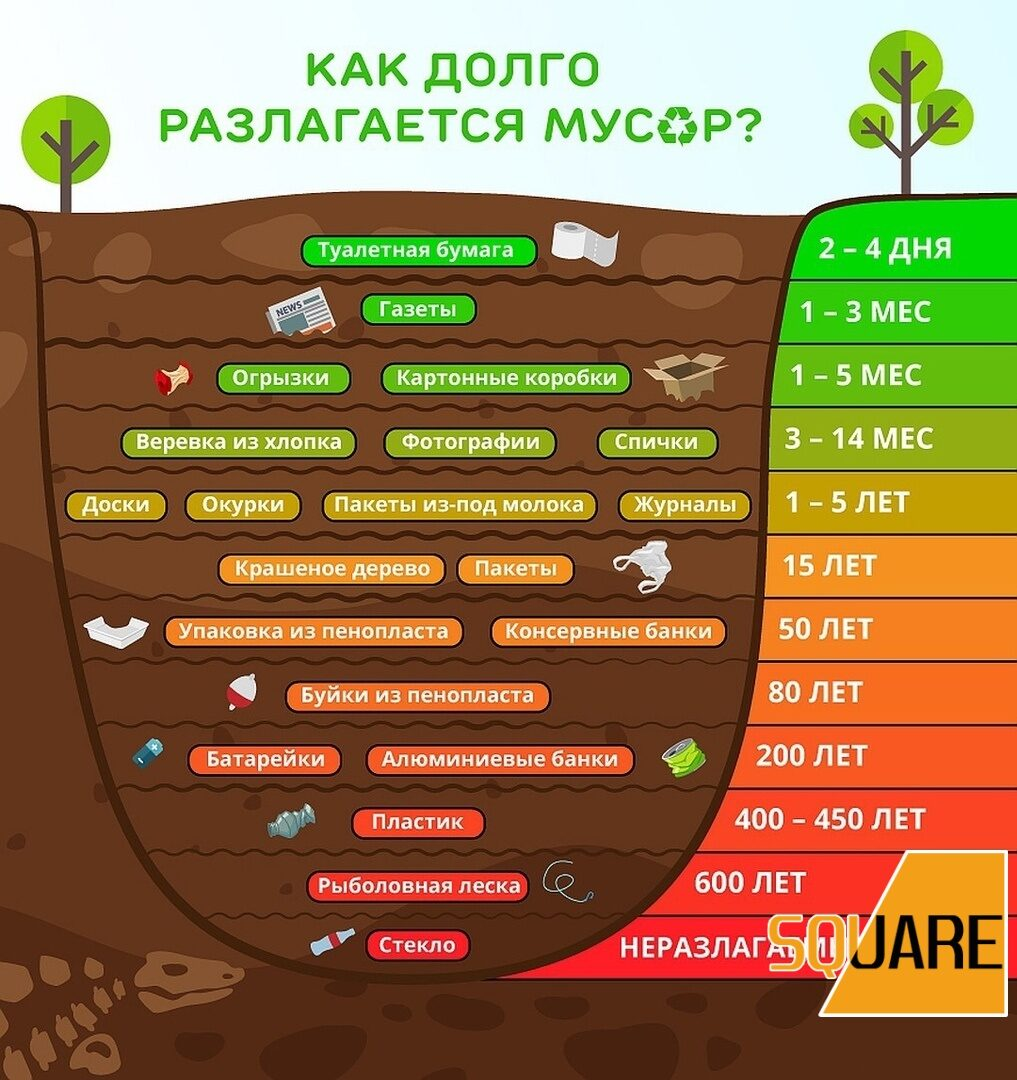 КАК ДОЛГО
РАЗЛАГАЕТСЯ МУСОР?
Туалетная бумага 2 – 4 ДНЯ
NEWS Газеты 1 – 3 МЕС
Огрызки Картонные коробки 1 – 5 МЕС
Веревка из хлопка Фотографии Спички 3 – 14 МЕС
Доски Окурки Пакеты из-под молока Журналы 1 – 5 ЛЕТ
Крашеное дерево Пакеты 15 ЛЕТ
Упаковка из пенопласта Консервные банки 50 ЛЕТ
Буйки из пенопласта 80 ЛЕТ
Батарейки Алюминиевые банки 200 ЛЕТ
Пластик 400 – 450 ЛЕТ
Рыболовная леска 600 ЛЕТ
Стекло
SQUARE